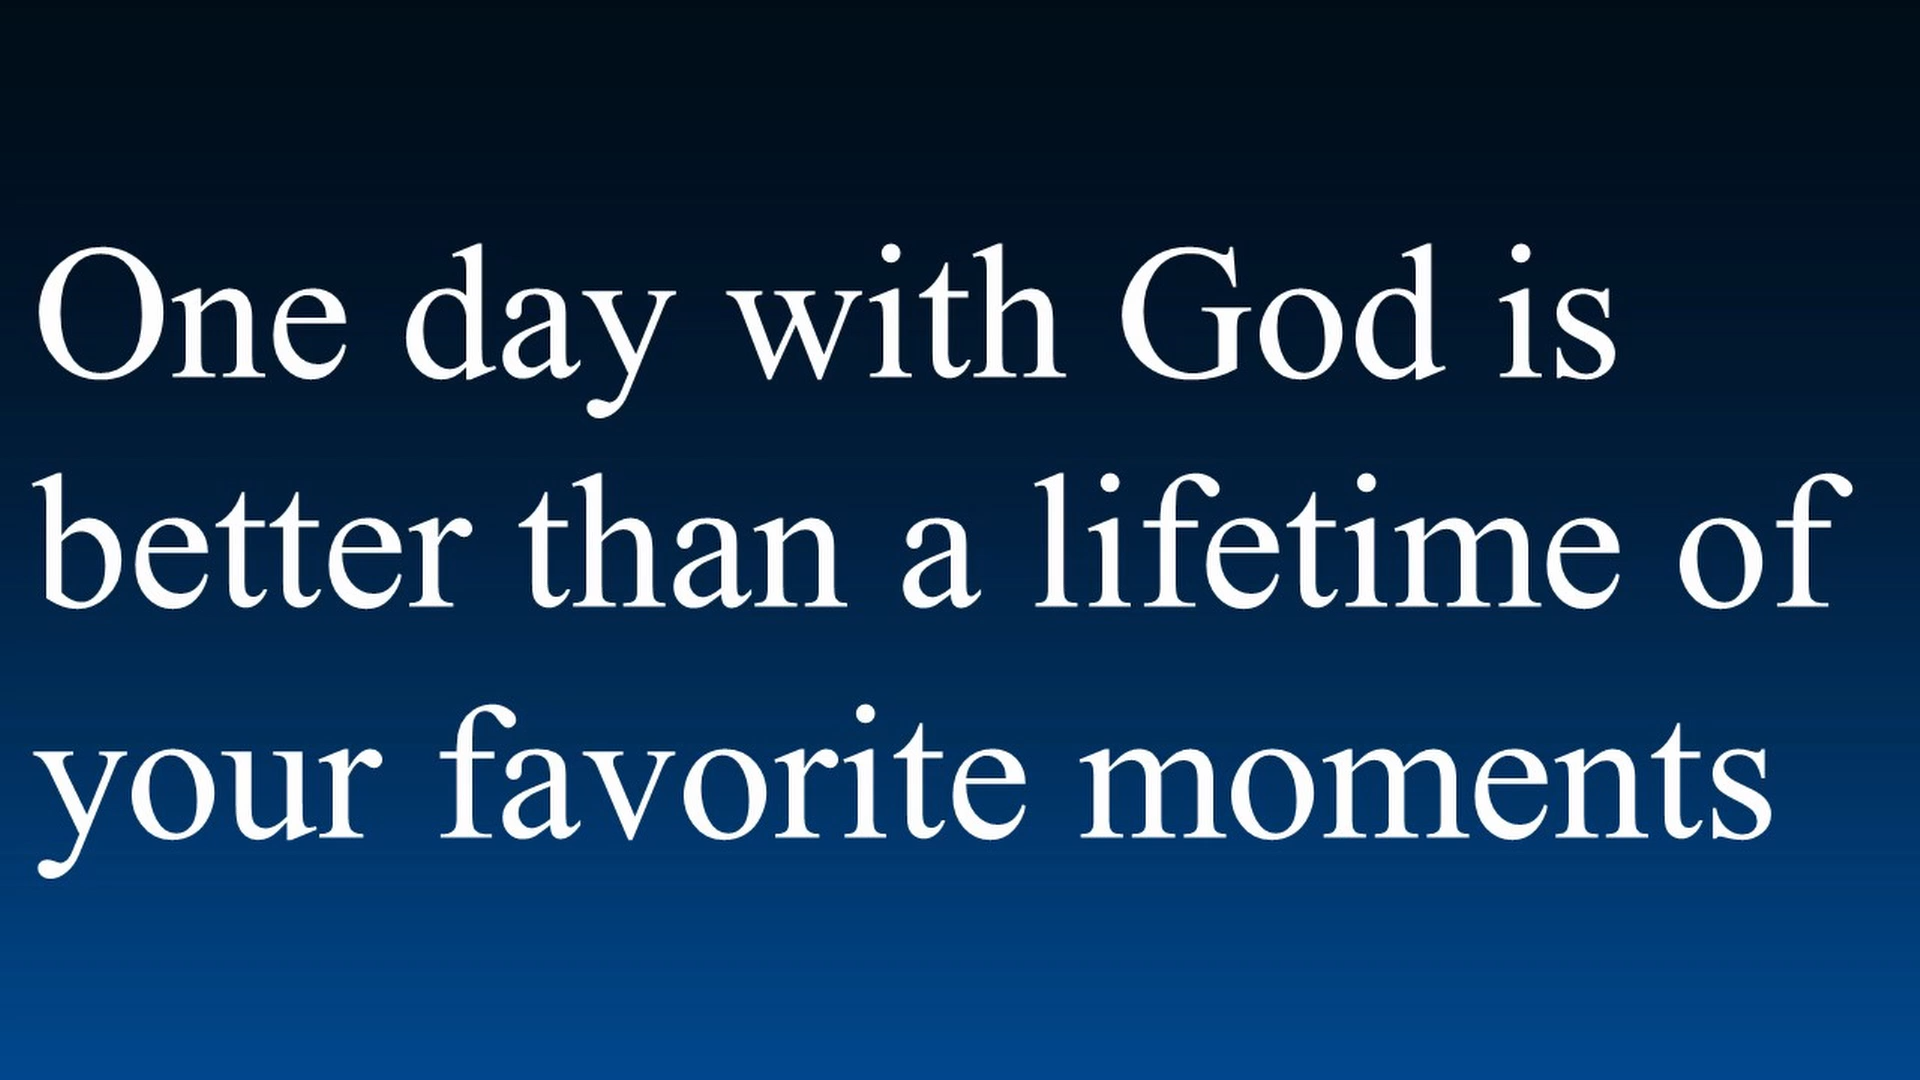 One day with God is
better than a lifetime of
your favorite moments